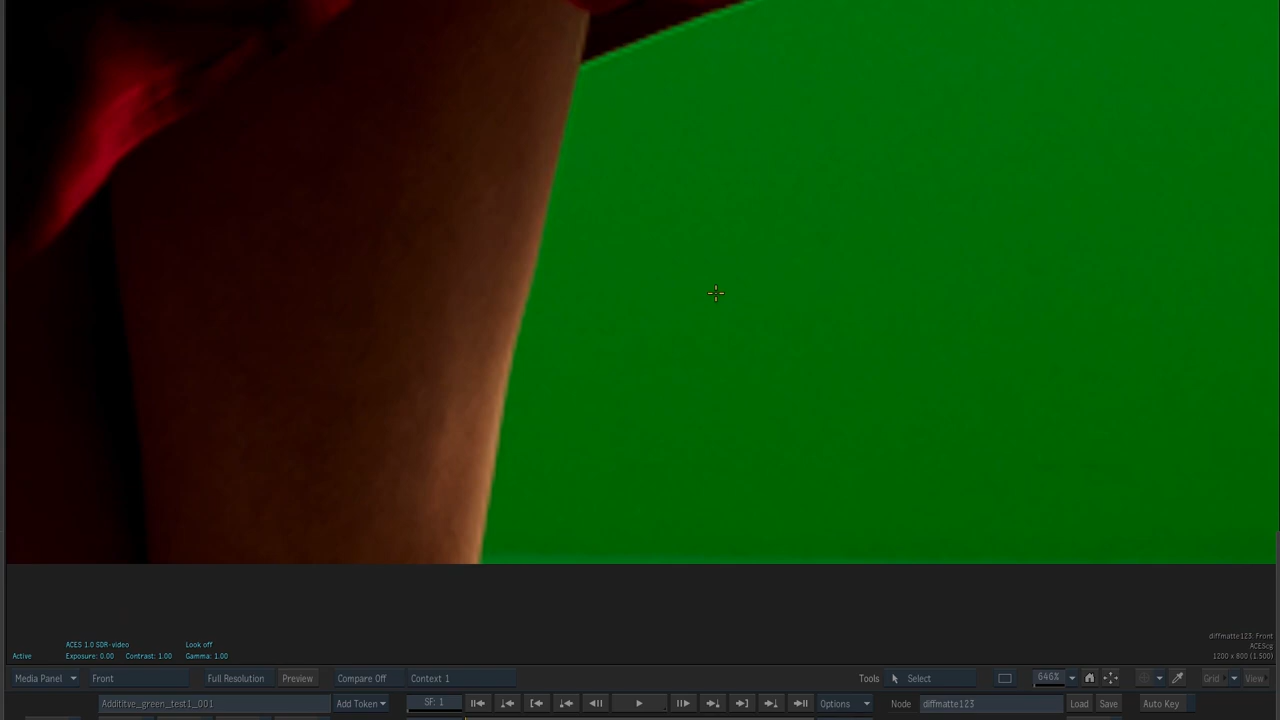 ACES 1.0 SDR-video Look off
Active Exposure: 0.00 Contrast: 1.00 Gamma: 1.00
diffmatte123: Front
ACEScg
1200 x 800 (1.500)
Media Panel Front Full Resolution Preview Compare Off Context 1 Tools Select 646% Grid View
Addititve_green_test1_001 Add Token SF: 1 Options Node diffmatte123 Load Save Auto Key